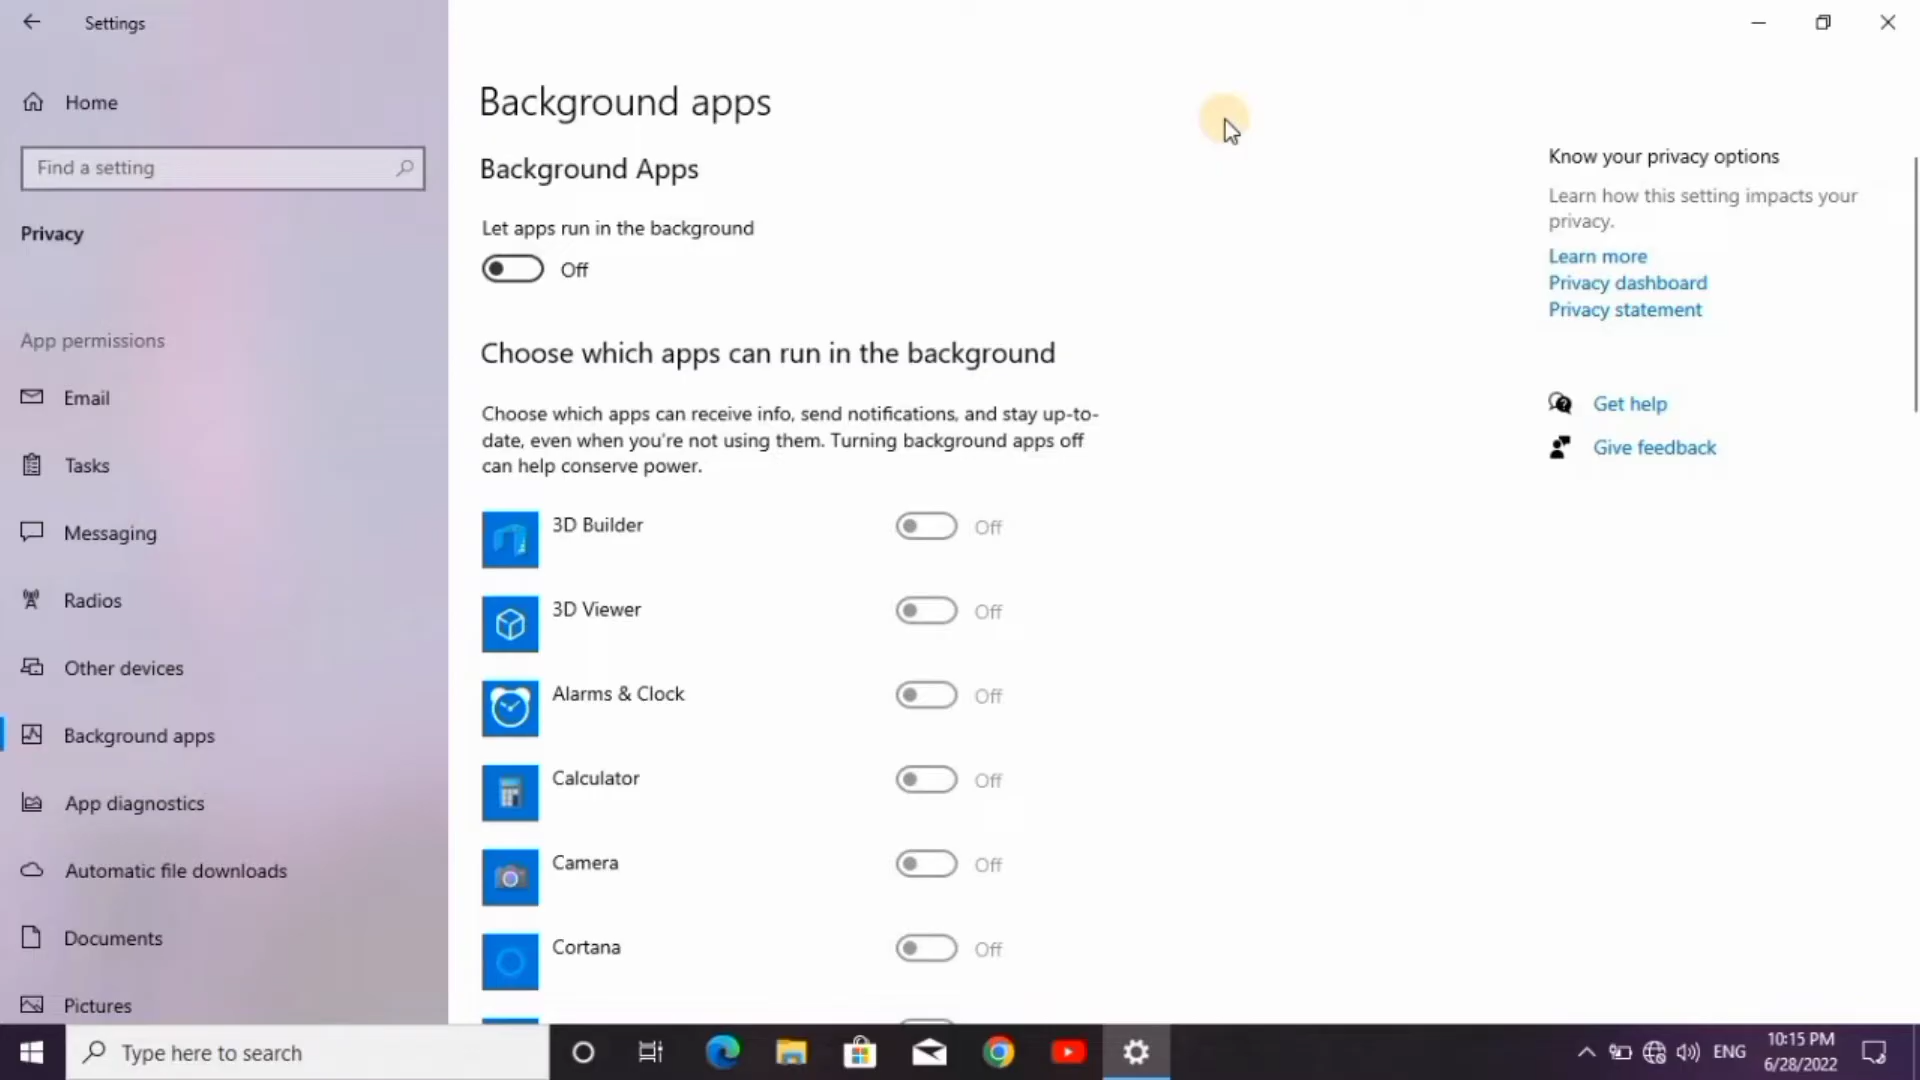 Settings
Home
Find a setting
Privacy
App permissions
Email
Tasks
Messaging
Radios
Other devices
Background apps
App diagnostics
Automatic file downloads
Documents
Pictures
Background apps
Background Apps
Let apps run in the background
Off
Choose which apps can run in the background
Choose which apps can receive info, send notifications, and stay up-to-
date, even when you're not using them. Turning background apps off
can help conserve power.
3D Builder Off
3D Viewer Off
Alarms & Clock Off
Calculator Off
Camera Off
Cortana Off
Know your privacy options
Learn how this setting impacts your
privacy.
Learn more
Privacy dashboard
Privacy statement
Get help
Give feedback
Type here to search
ENG
10:15 PM
6/28/2022